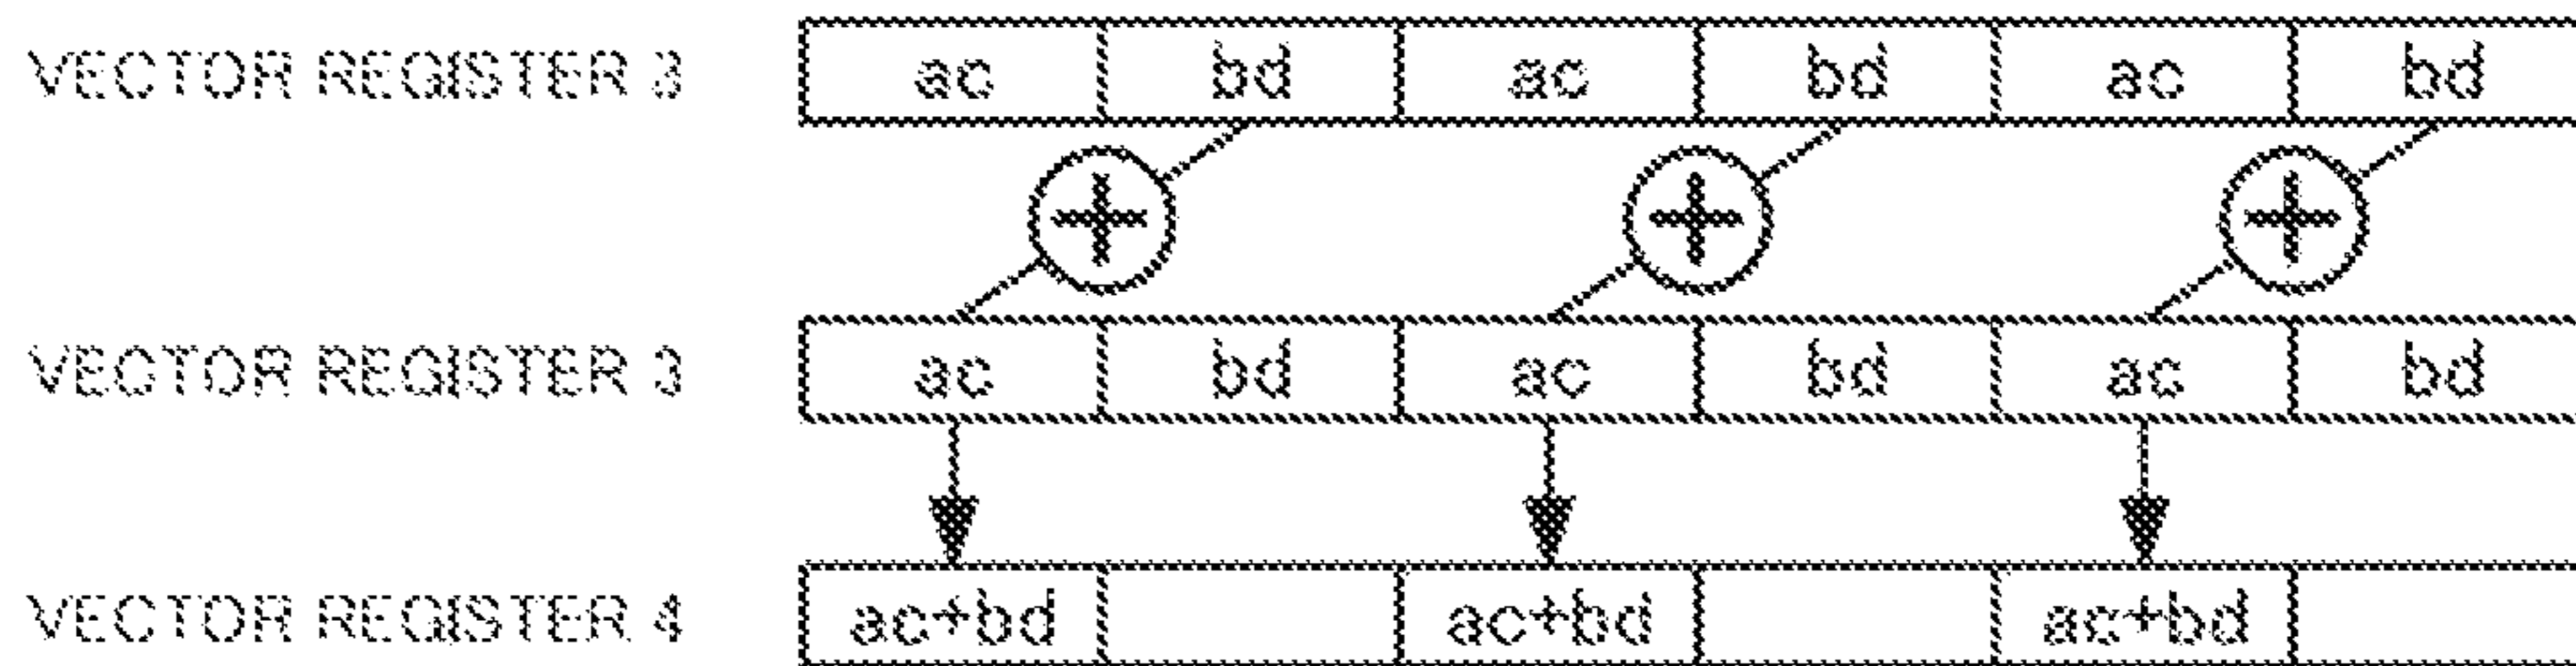 VECTOR REGISTER 3 ac bd ac bd ac bd
+ + +
VECTOR REGISTER 3 ac bd ac bd ac bd
VECTOR REGISTER 4 ac+bd ac+bd ac+bd